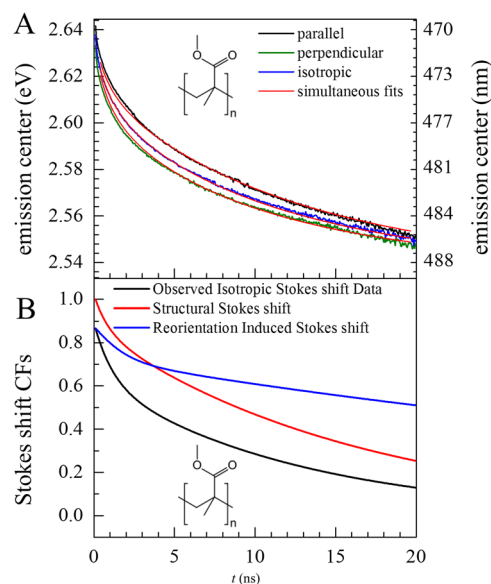 A
2.64
2.62
2.60
2.58
2.56
2.54
emission center (eV)
470
473
477
481
484
488
emission center (nm)
parallel
perpendicular
isotropic
simultaneous fits
O
O
n
B
1.0
0.8
0.6
0.4
0.2
0.0
Stokes shift CFs
Observed Isotropic Stokes shift Data
Structural Stokes shift
Reorientation Induced Stokes shift
O
O
n
0 5 10 15 20
t (ns)